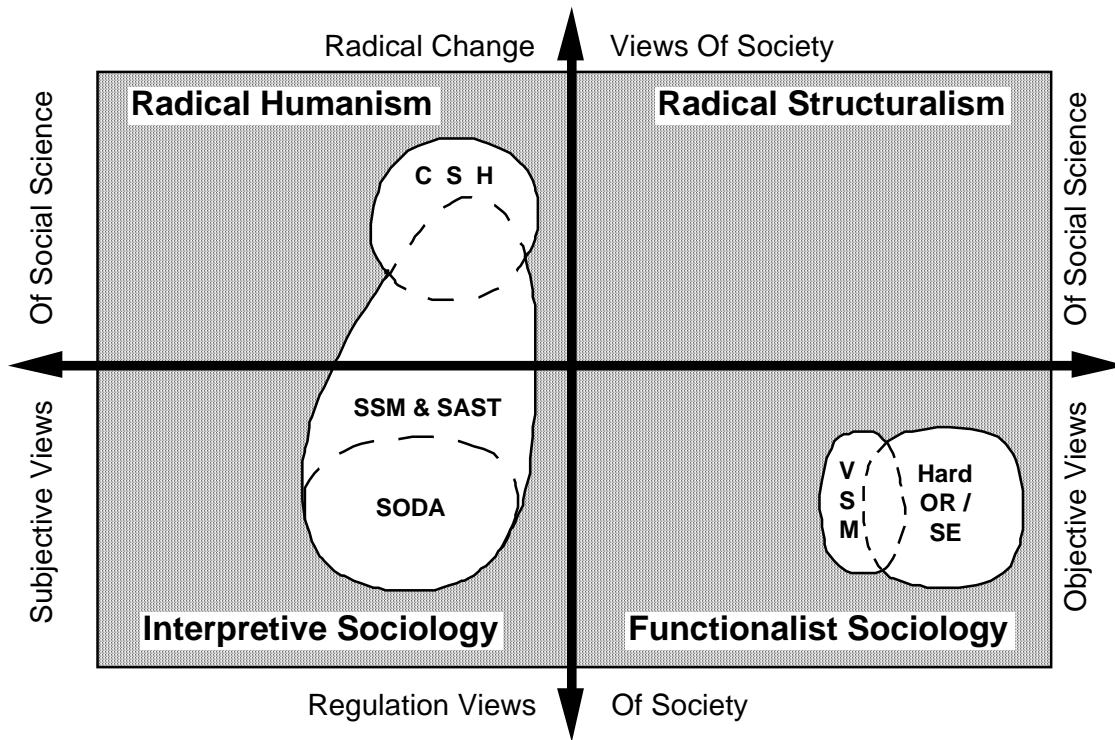 Radical Change Views Of Society
Radical Humanism
Radical Structuralism
Of Social Science
Of Social Science
C S H
SSM & SAST
SODA
V
S
M
Hard
OR /
SE
Subjective Views
Objective Views
Interpretive Sociology
Functionalist Sociology
Regulation Views Of Society